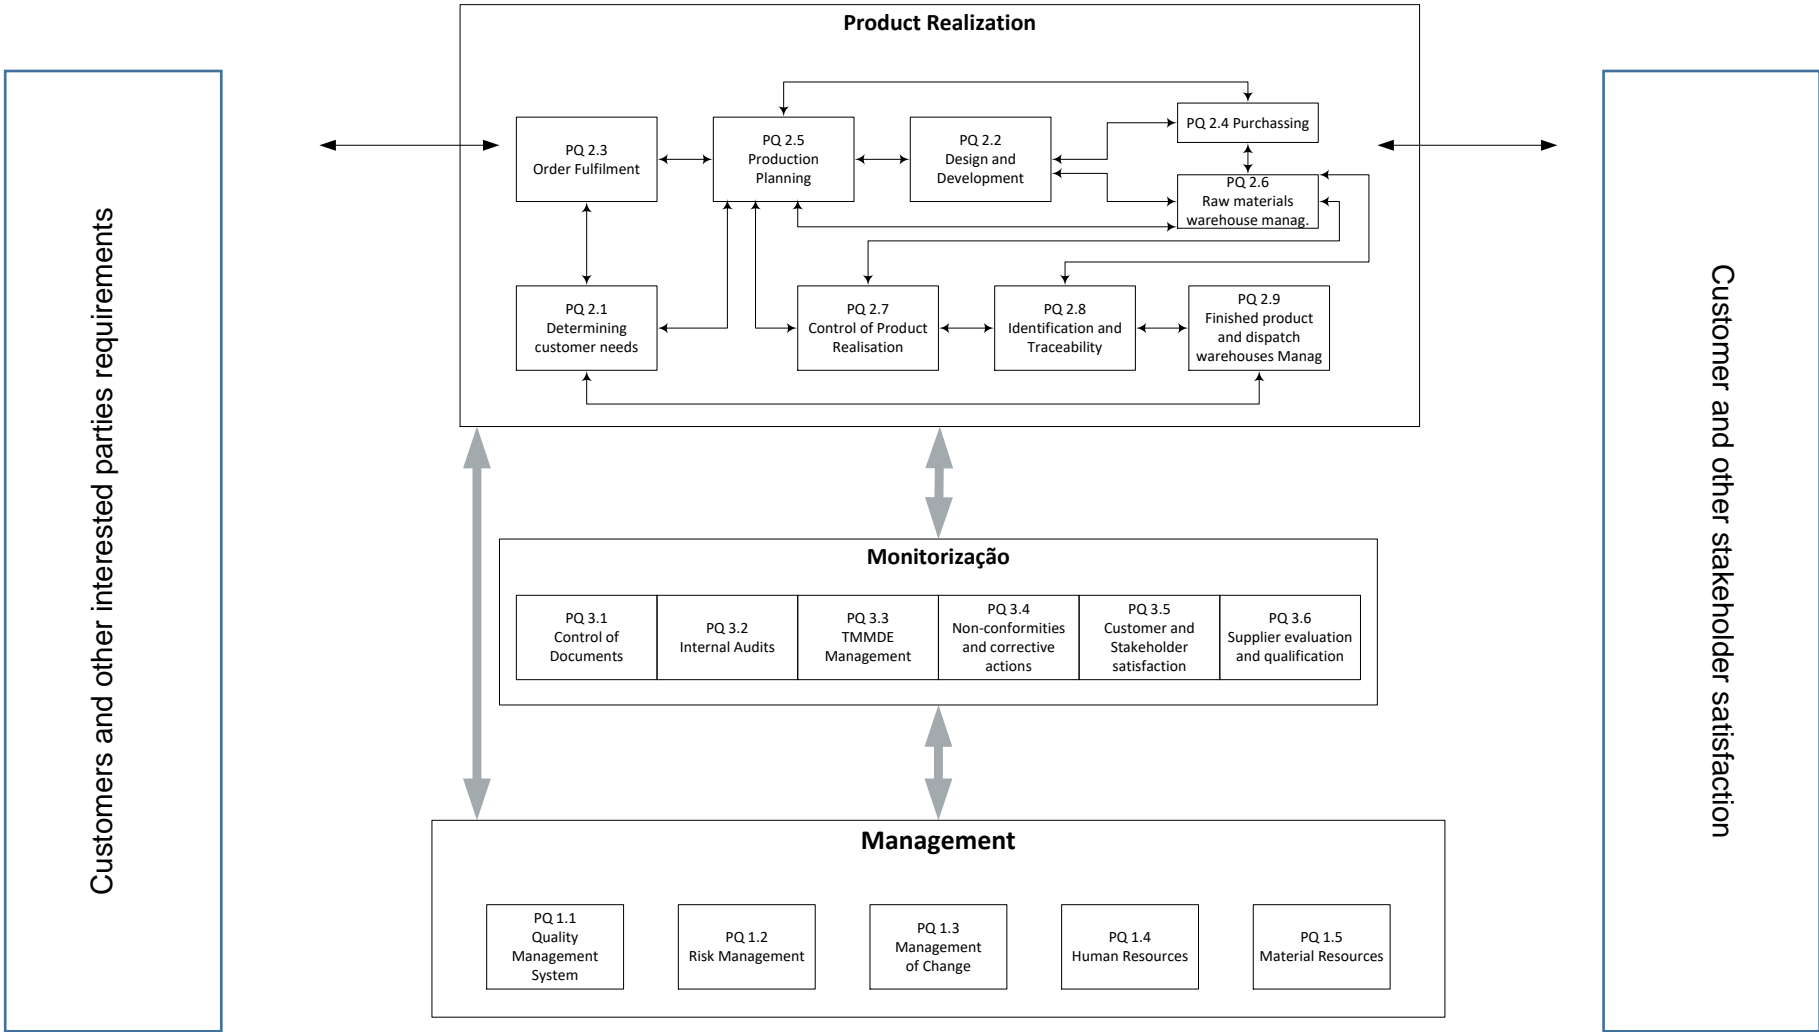 Product Realization
Customers and other interested parties requirements
PQ 2.3
Order Fulfilment
PQ 2.5
Production
Planning
PQ 2.2
Design and
Development
PQ 2.4 Purchassing
PQ 2.6
Raw materials
warehouse manag.
PQ 2.1
Determining
customer needs
PQ 2.7
Control of Product
Realisation
PQ 2.8
Identification and
Traceability
PQ 2.9
Finished product
and dispatch
warehouses Manag
Customer and other stakeholder satisfaction
Monitorização
PQ 3.1
Control of
Documents
PQ 3.2
Internal Audits
PQ 3.3
TMMDE
Management
PQ 3.4
Non-conformities
and corrective
actions
PQ 3.5
Customer and
Stakeholder
satisfaction
PQ 3.6
Supplier evaluation
and qualification
Management
PQ 1.1
Quality
Management
System
PQ 1.2
Risk Management
PQ 1.3
Management
of Change
PQ 1.4
Human Resources
PQ 1.5
Material Resources